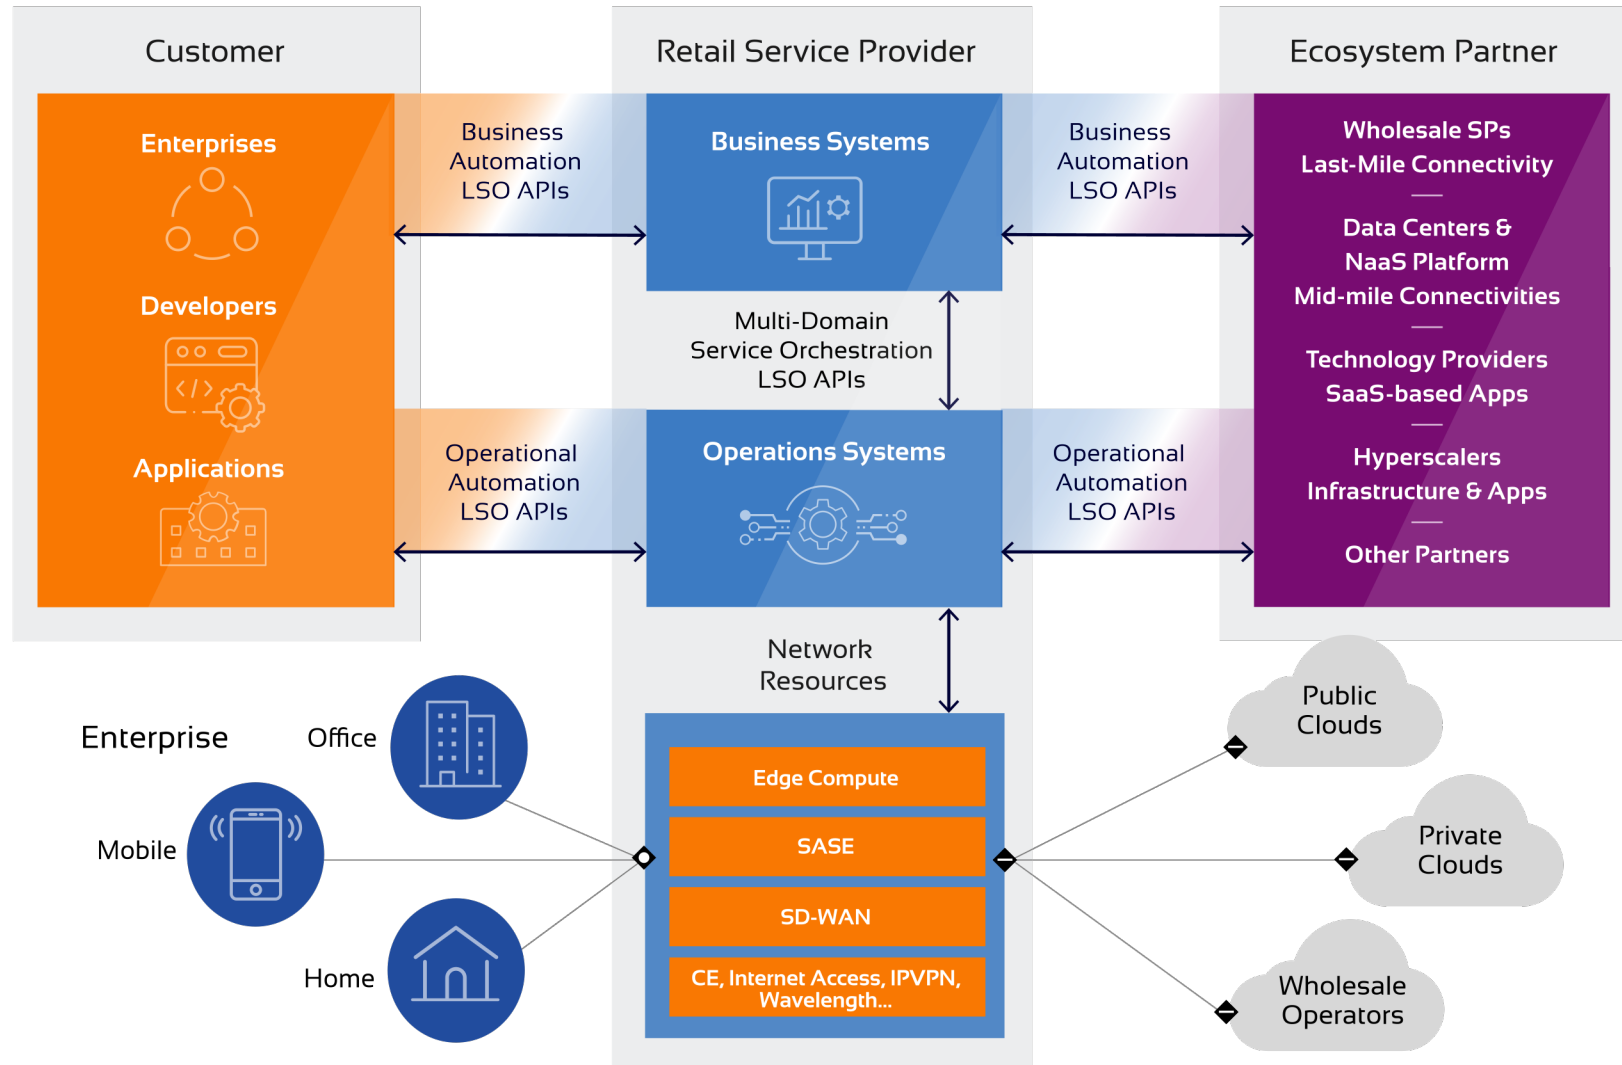 Customer
Retail Service Provider
Ecosystem Partner
Enterprises
Developers
Applications
Business
Automation
LSO APIs
Operational
Automation
LSO APIs
Business Systems
Multi-Domain
Service Orchestration
LSO APIs
Operations Systems
Business
Automation
LSO APIs
Operational
Automation
LSO APIs
Wholesale SPs
Last-Mile Connectivity
Data Centers &
NaaS Platform
Mid-mile Connectivities
Technology Providers
SaaS-based Apps
Hyperscalers
Infrastructure & Apps
Other Partners
Network
Resources
Enterprise
Office
Mobile
Home
Edge Compute
SASE
SD-WAN
CE, Internet Access, IPVPN,
Wavelength...
Public
Clouds
Private
Clouds
Wholesale
Operators